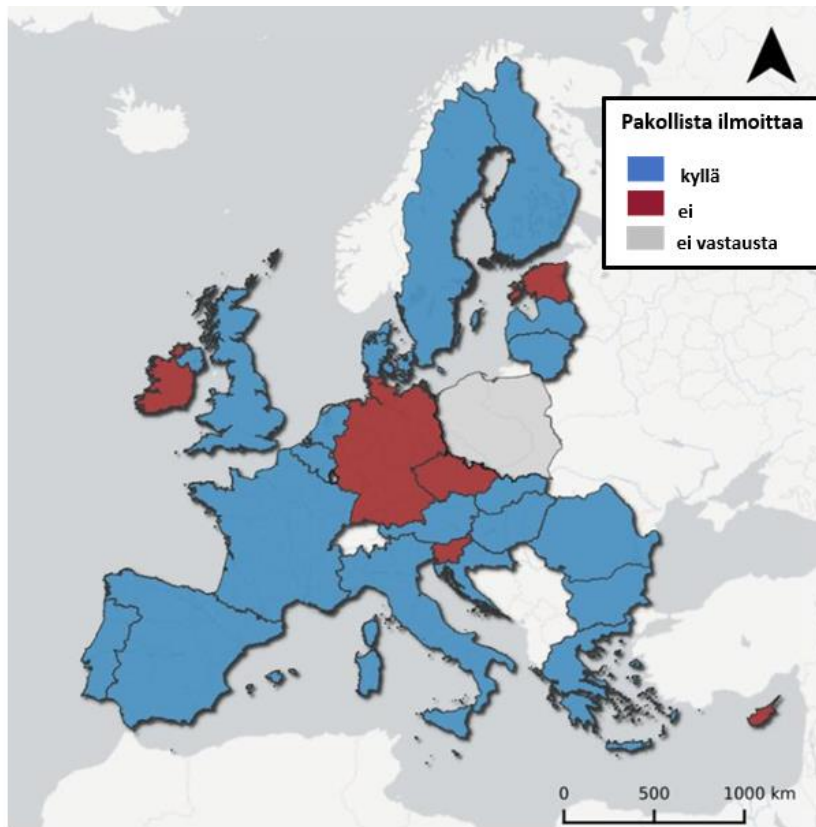 Pakollista ilmoittaa
kyllä
ei
ei vastausta
0 500 1000 km